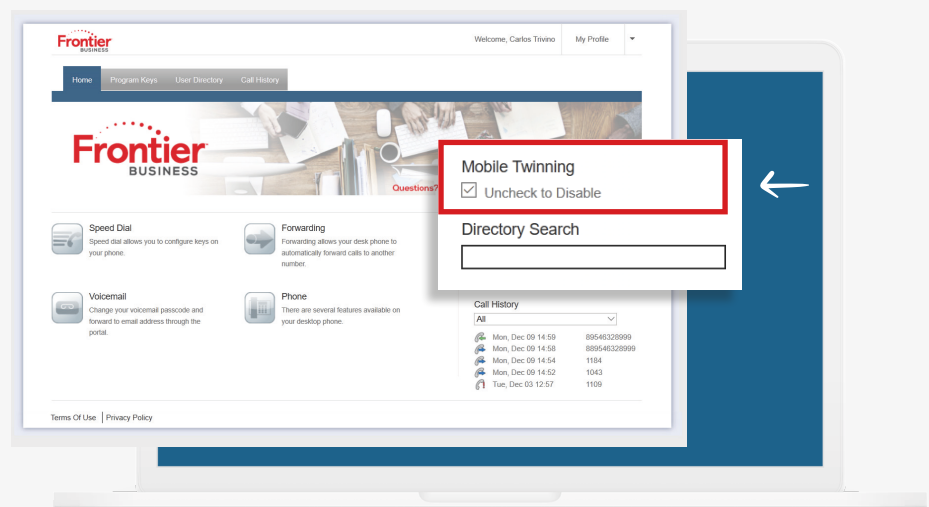 Frontier
BUSINESS
Welcome, Carlos Trivino
My Profile
Home
Program Keys
User Directory
Call History
Frontier
BUSINESS
Questions?
Mobile Twinning
Uncheck to Disable
Directory Search
Speed Dial
Speed dial allows you to configure keys on
your phone.
Forwarding
Forwarding allows your desk phone to
automatically forward calls to another
number.
Voicemail
Change your voicemail passcode and
forward to email address through the
portal.
Phone
There are several features available on
your desktop phone.
Call History
All
Mon, Dec 09 14:59 89546328999
Mon, Dec 09 14:58 889546328999
Mon, Dec 09 14:54 1184
Mon, Dec 09 14:52 1043
Tue, Dec 03 12:57 1109
Terms Of Use | Privacy Policy